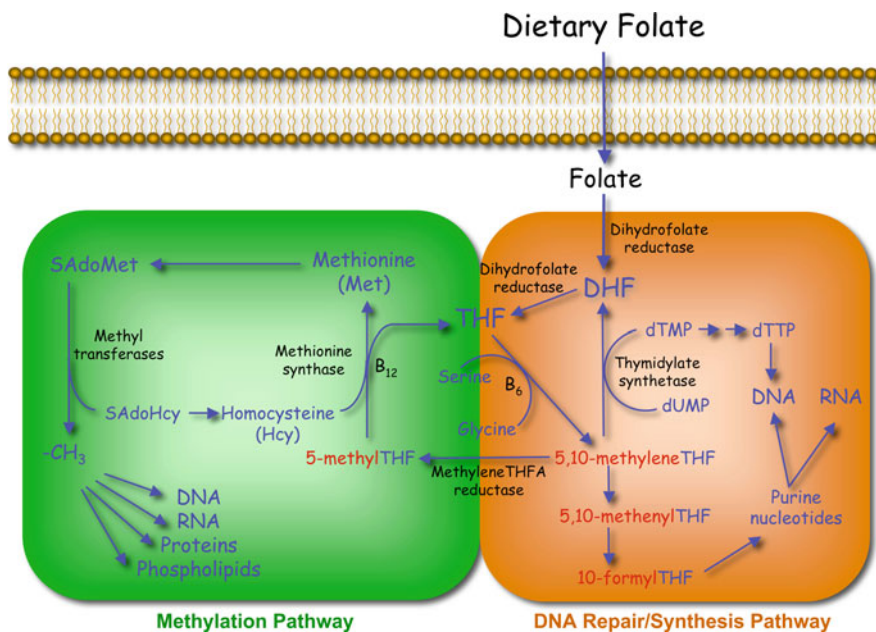 Dietary Folate
Folate
Dihydrofolate
reductase
SAdoMet
Methionine
(Met)
Dihydrofolate
reductase
DHF
THF
dTMP
dTTP
Methyl
transferases
Methionine
synthase
B12
Thymidylate
synthetase
Serine
B6
SAdoHcy
Homocysteine
(Hcy)
dUMP
DNA
RNA
Glycine
-CH3
5-methylTHF
5,10-methyleneTHF
MethyleneTHFA
reductase
DNA
RNA
Proteins
Phospholipids
5,10-methenylTHF
Purine
nucleotides
10-formylTHF
Methylation Pathway
DNA Repair/Synthesis Pathway